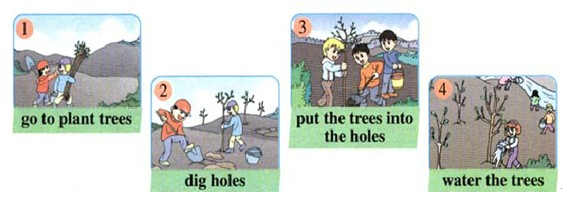 1
go to plant trees
2
dig holes
3
put the trees into
the holes
4
water the trees